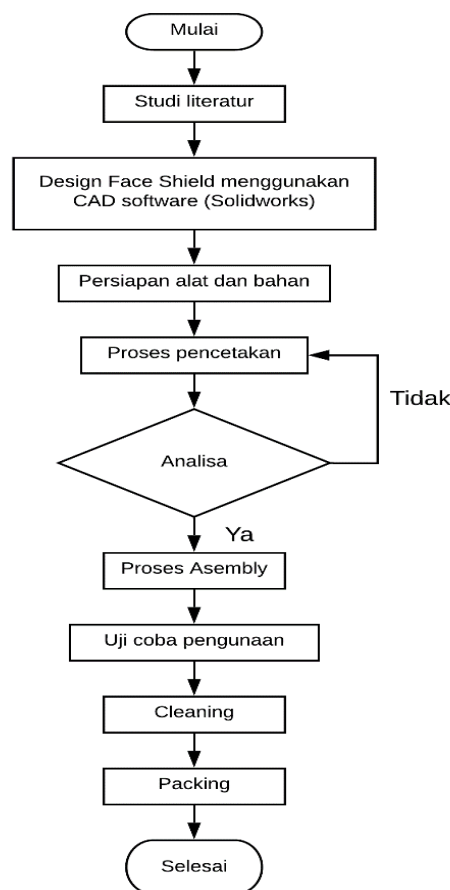 Mulai
Studi literatur
Design Face Shield menggunakan
CAD software (Solidworks)
Persiapan alat dan bahan
Proses pencetakan
Tidak
Analisa
Ya
Proses Asembly
Uji coba pengunaan
Cleaning
Packing
Selesai